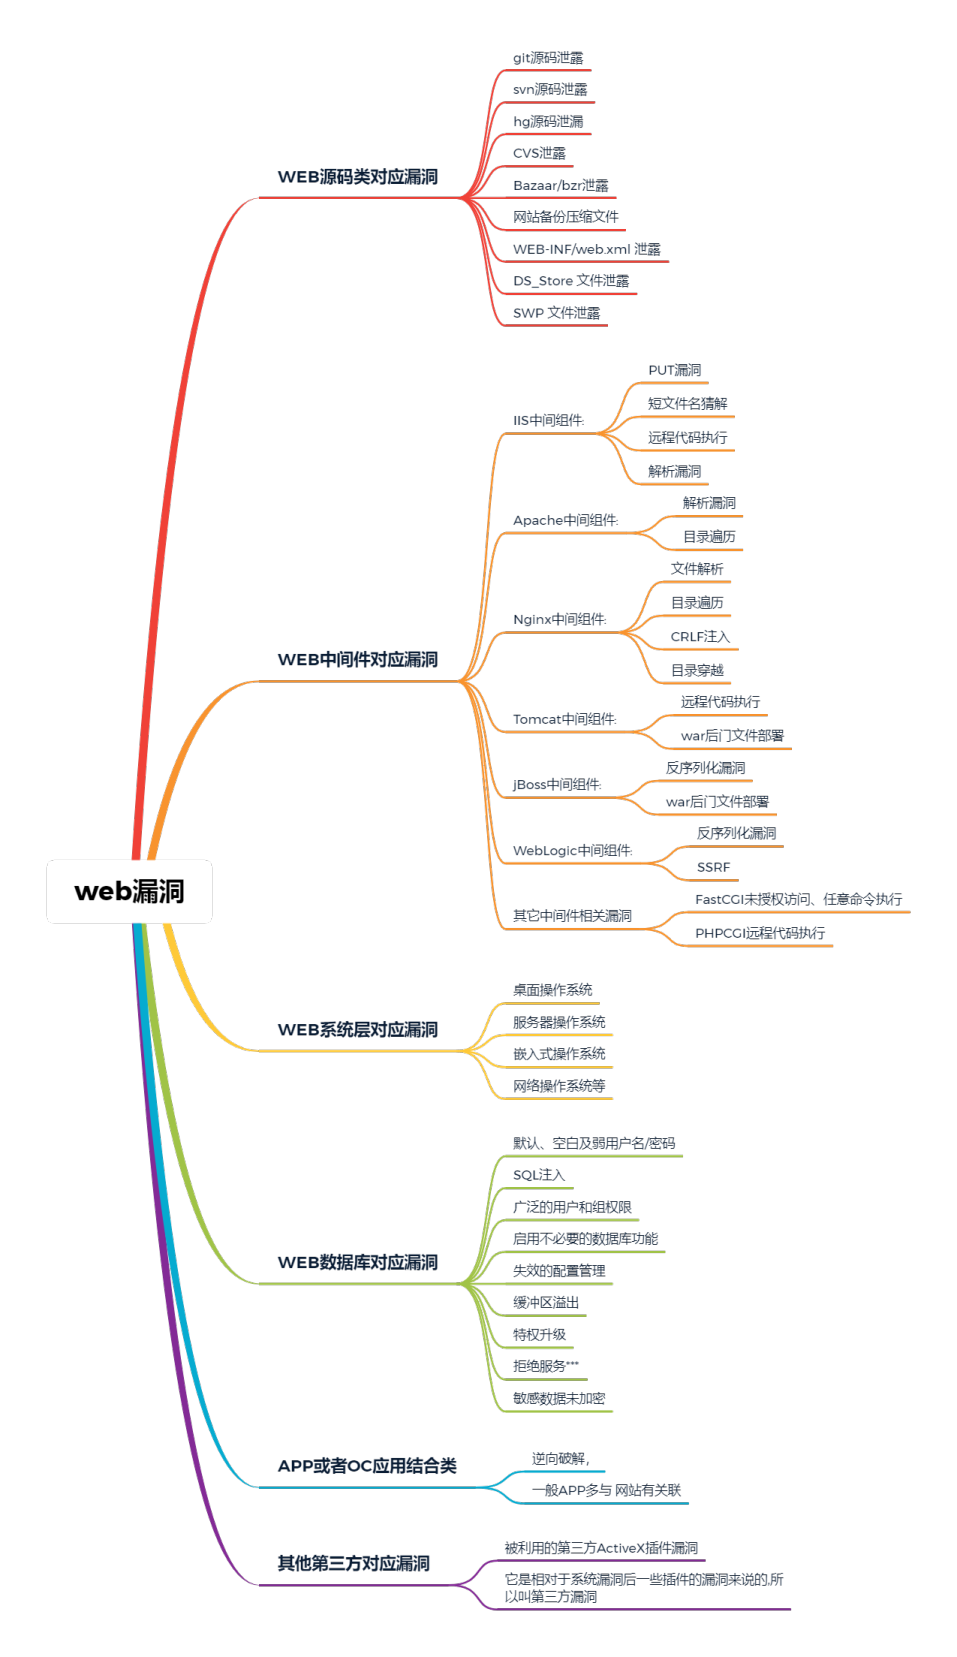 web漏洞
WEB源码类对应漏洞
git源码泄露
svn源码泄露
hg源码泄漏
CVS泄露
Bazaar/bzr泄露
网站备份压缩文件
WEB-INF/web.xml 泄露
DS_Store 文件泄露
SWP 文件泄露
WEB中间件对应漏洞
IIS中间组件:
PUT漏洞
短文件名猜解
远程代码执行
解析漏洞
Apache中间组件:
解析漏洞
目录遍历
Nginx中间组件:
文件解析
目录遍历
CRLF注入
目录穿越
Tomcat中间组件:
远程代码执行
war后门文件部署
jBoss中间组件:
反序列化漏洞
war后门文件部署
WebLogic中间组件:
反序列化漏洞
SSRF
其它中间件相关漏洞
FastCGI未授权访问、任意命令执行
PHPCGI远程代码执行
WEB系统层对应漏洞
桌面操作系统
服务器操作系统
嵌入式操作系统
网络操作系统等
WEB数据库对应漏洞
默认、空白及弱用户名/密码
SQL注入
广泛的用户和组权限
启用不必要的数据库功能
失效的配置管理
缓冲区溢出
特权升级
拒绝服务***
敏感数据未加密
APP或者OC应用结合类
逆向破解，
一般APP多与 网站有关联
其他第三方对应漏洞
被利用的第三方ActiveX插件漏洞
它是相对于系统漏洞后一些插件的漏洞来说的,所
以叫第三方漏洞